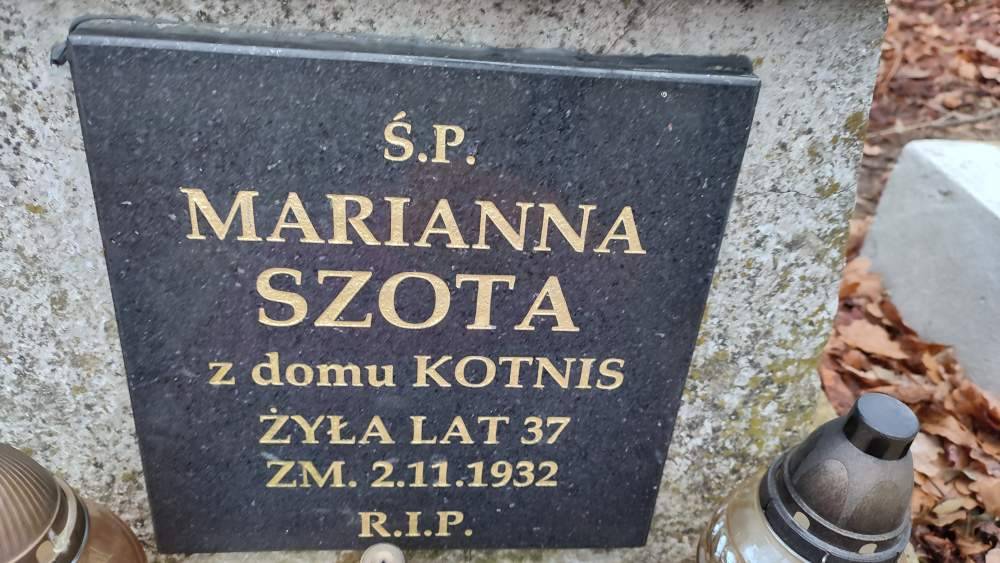 Ś.P.
MARIANNA
SZOTA
z domu KOTNIS
ŻYŁA LAT 37
ZM. 2.11.1932
R.I.P.